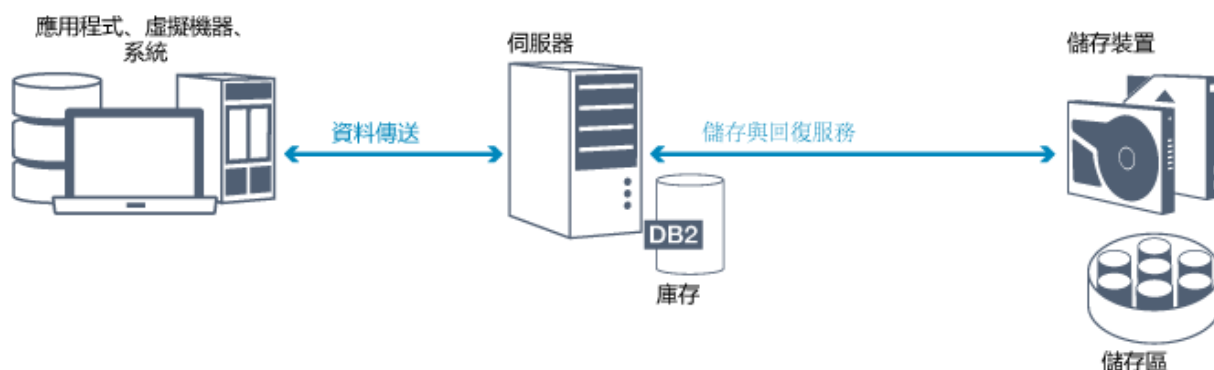 應用程式、虛擬機器、
系統
伺服器
儲存裝置
資料傳送
儲存與回復服務
DB2
庫存
儲存區